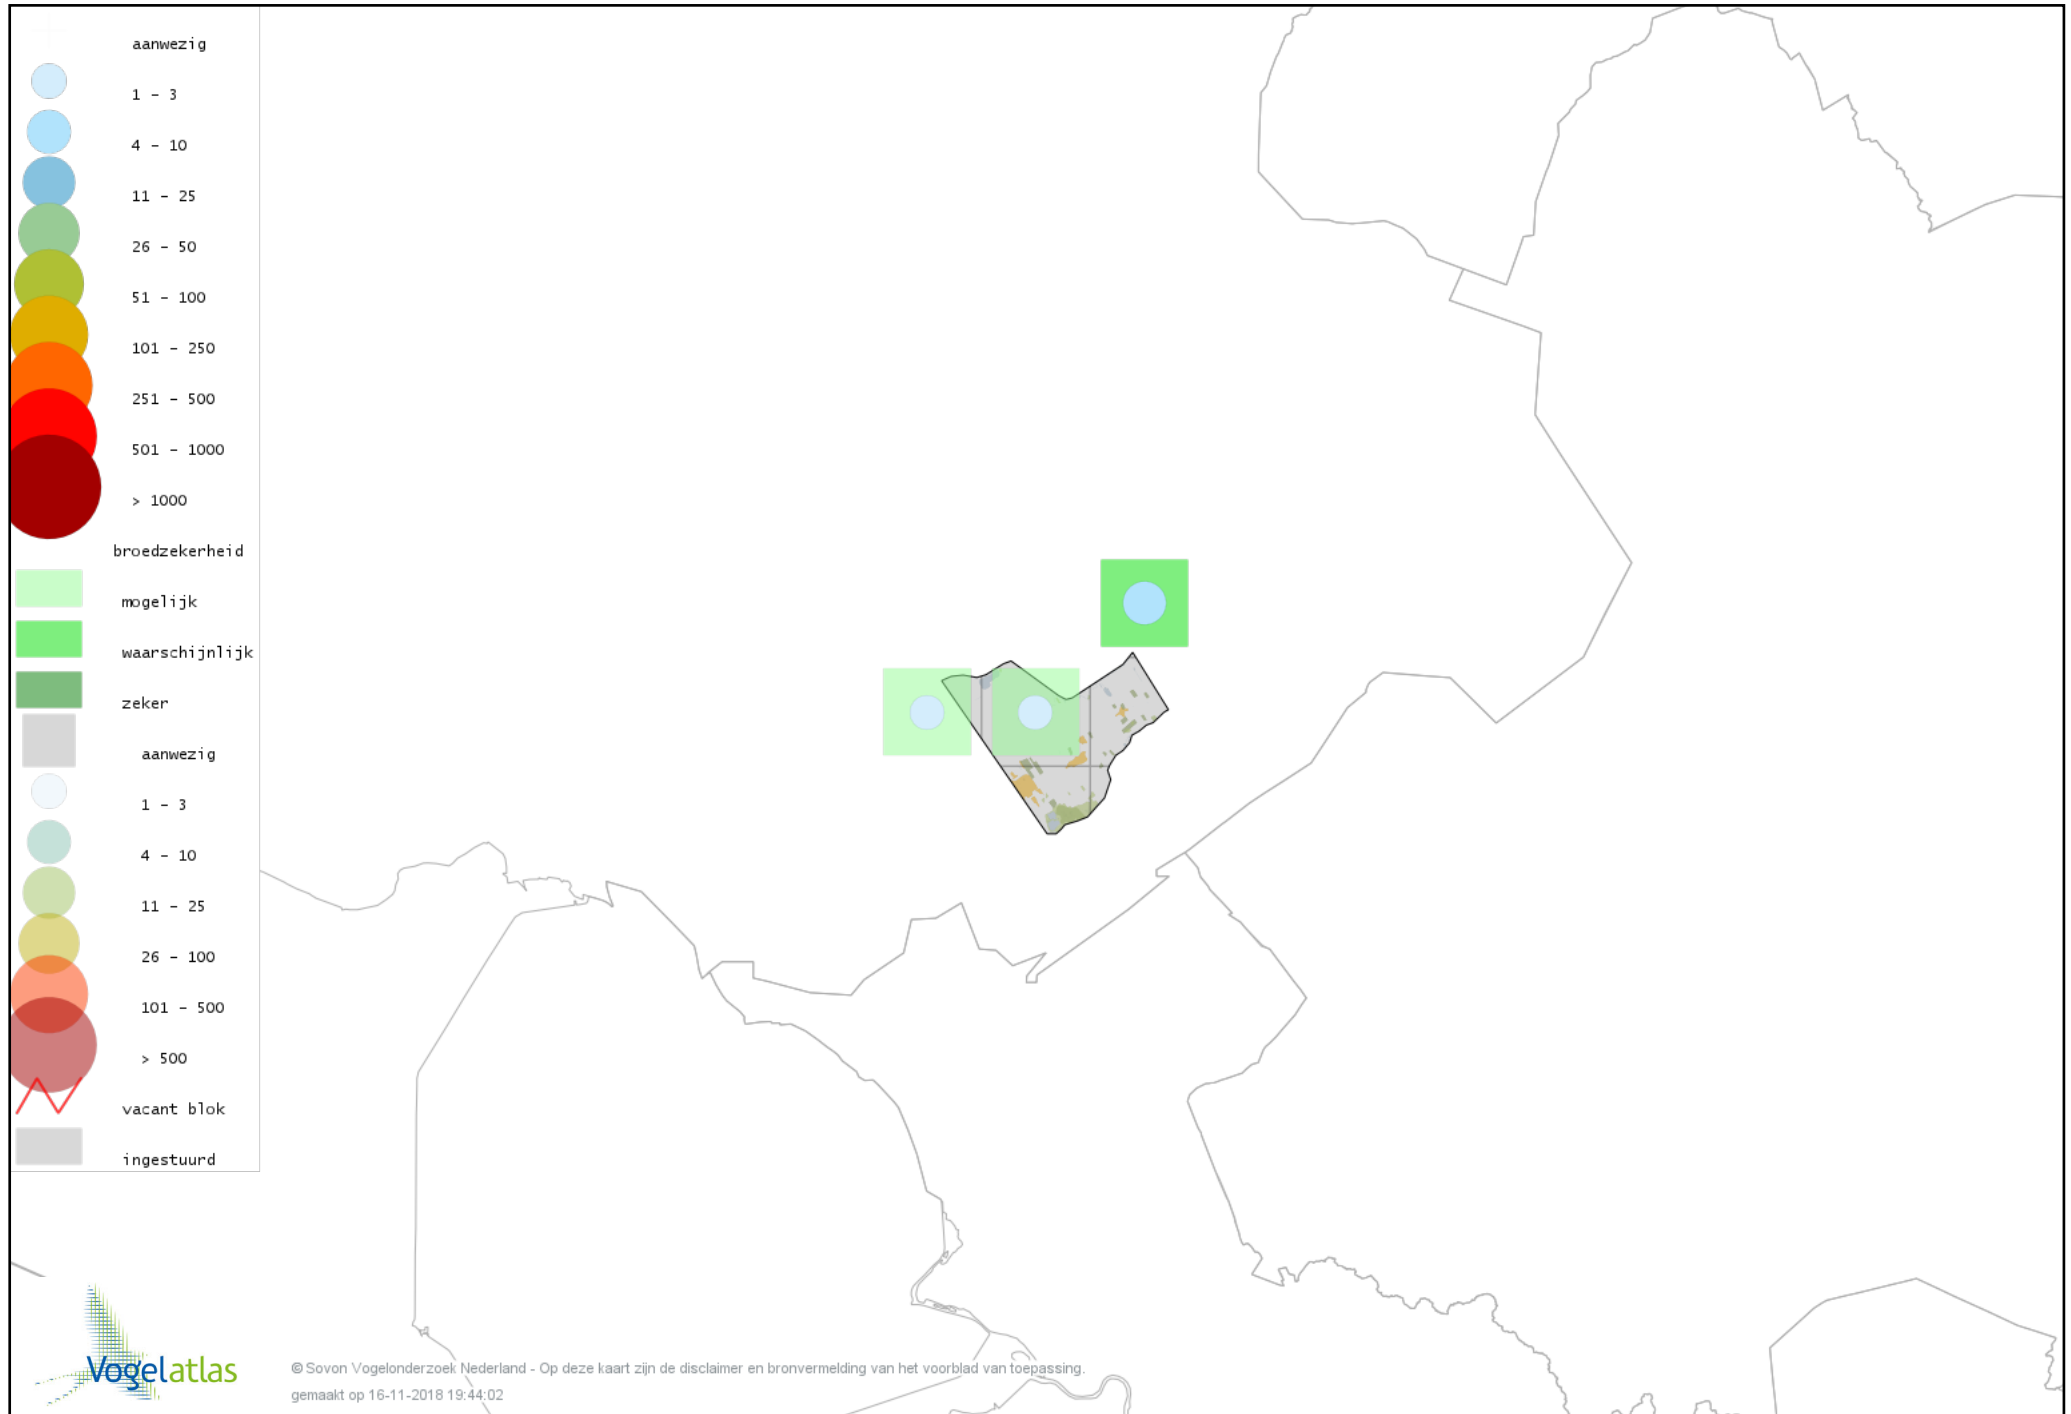 aanwezig
1 - 3
4 - 10
11 - 25
26 - 50
51 - 100
101 - 250
251 - 500
501 - 1000
> 1000
broedzekerheid
mogelijk
waarschijnlijk
zeker
aanwezig
1 - 3
4 - 10
11 - 25
26 - 100
101 - 500
> 500
vacant blok
ingestuurd
Vogelatlas
© Sovon Vogelonderzoek Nederland - Op deze kaart zijn de disclaimer en bronvermelding van het voorblad van toepassing.
gemaakt op 16-11-2018 19:44:02